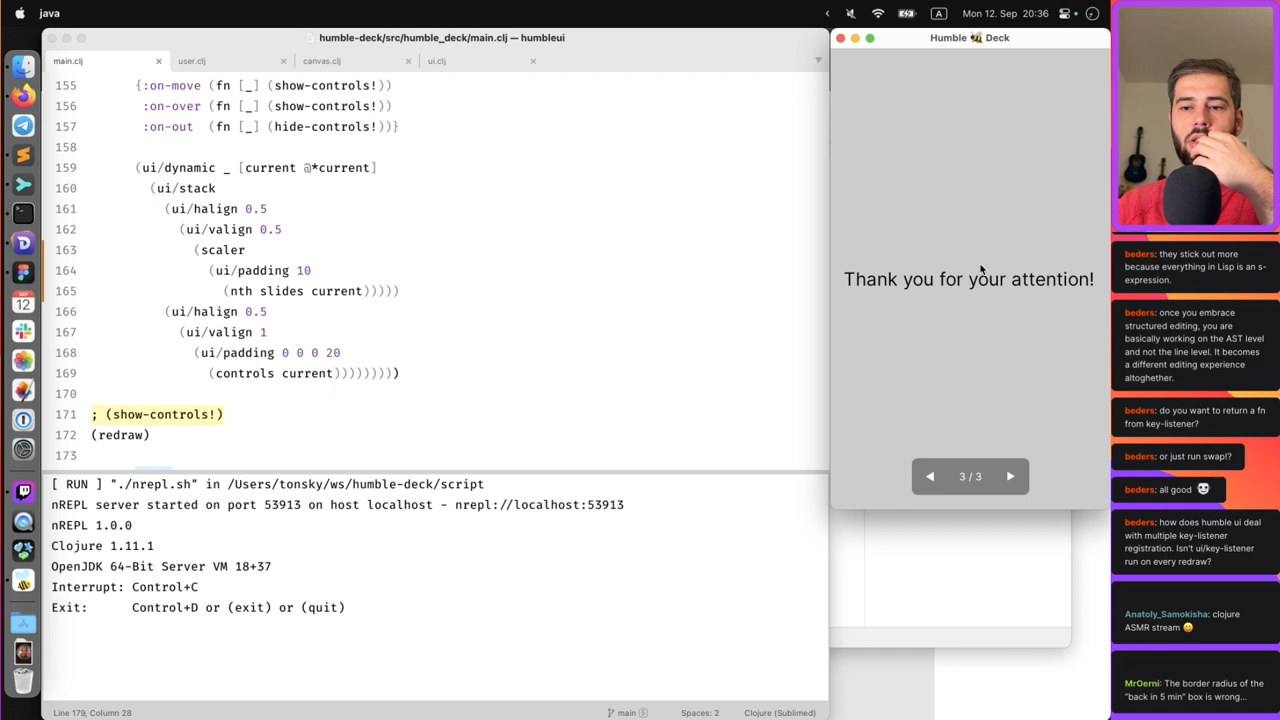 java
A
Mon 12. Sep 20:36
humble-deck/src/humble_deck/main.clj — humbleui
main.clj
user.clj
canvas.clj
ui.clj
155 {:on-move (fn [_] (show-controls!))
156 :on-over (fn [_] (show-controls!))
157 :on-out (fn [_] (hide-controls!))}
158
159 (ui/dynamic _ [current @*current]
160 (ui/stack
161 (ui/halign 0.5
162 (ui/valign 0.5
163 (scaler
164 (ui/padding 10
165 (nth slides current)))))
166 (ui/halign 0.5
167 (ui/valign 1
168 (ui/padding 0 0 0 20
169 (controls current))))))))
170
171 ; (show-controls!)
172 (redraw)
173
[ RUN ] "./nrepl.sh" in /Users/tonsky/ws/humble-deck/script
nREPL server started on port 53913 on host localhost - nrepl://localhost:53913
nREPL 1.0.0
Clojure 1.11.1
OpenJDK 64-Bit Server VM 18+37
Interrupt: Control+C
Exit: Control+D or (exit) or (quit)
Line 179, Column 28
main 5
Spaces: 2
Clojure (Sublimed)
Humble 🐝 Deck
Thank you for your attention!
◀ 3 / 3 ▶
beders: they stick out more
because everything in Lisp is an s-
expression.
beders: once you embrace
structured editing, you are
basically working on the AST level
and not the line level. It becomes
a different editing experience
altoghether.
beders: do you want to return a fn
from key-listener?
beders: or just run swap!?
beders: all good
beders: how does humble ui deal
with multiple key-listener
registration. Isn't ui/key-listener
run on every redraw?
Anatoly_Samokisha: clojure
ASMR stream 😄
MrOerni: The border radius of the
"back in 5 min" box is wrong...
SEP
12